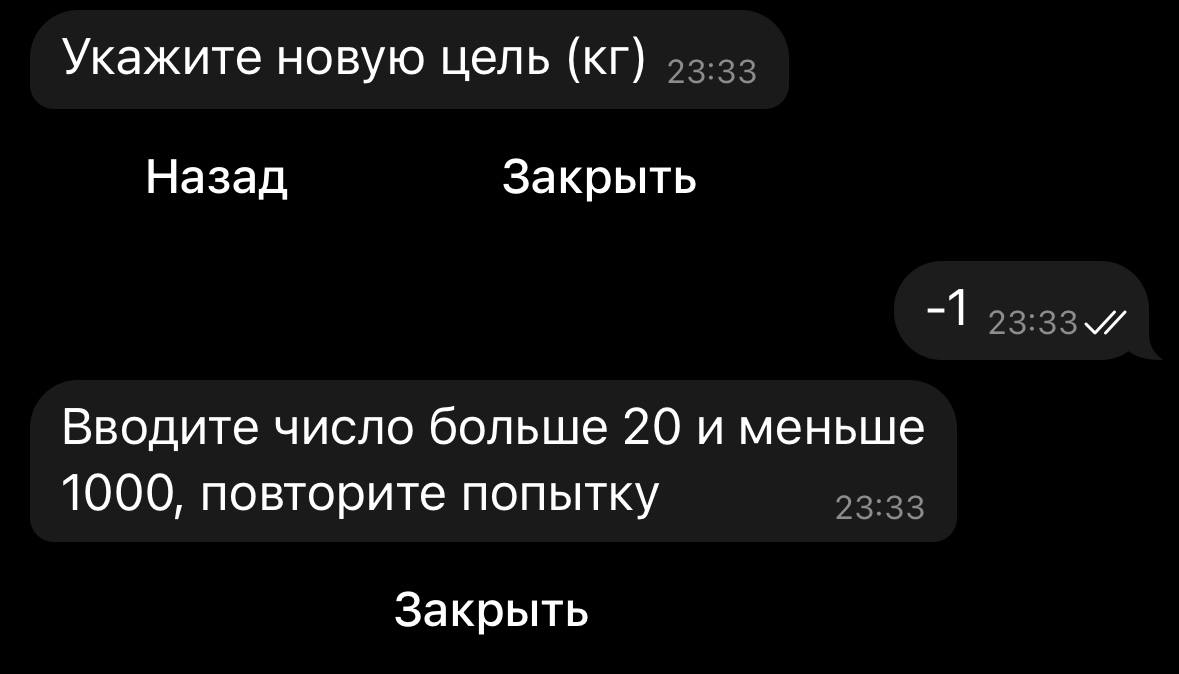 Укажите новую цель (кг) 23:33
Назад Закрыть
-1 23:33
Вводите число больше 20 и меньше
1000, повторите попытку 23:33
Закрыть